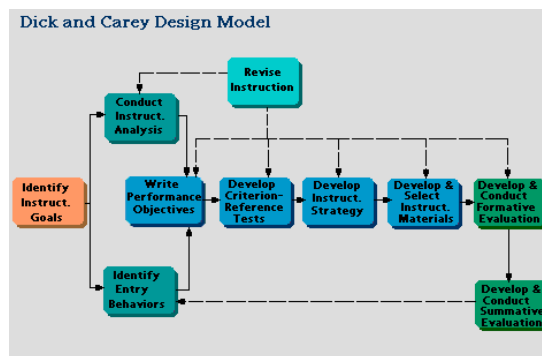 Dick and Carey Design Model
Revise
Instruction
Conduct
Instruct.
Analysis
Identify
Instruct.
Goals
Write
Performance
Objectives
Develop
Criterion-
Reference
Tests
Develop
Instruct.
Strategy
Develop &
Select
Instruct.
Materials
Develop &
Conduct
Formative
Evaluation
Identify
Entry
Behaviors
Develop &
Conduct
Summative
Evaluation